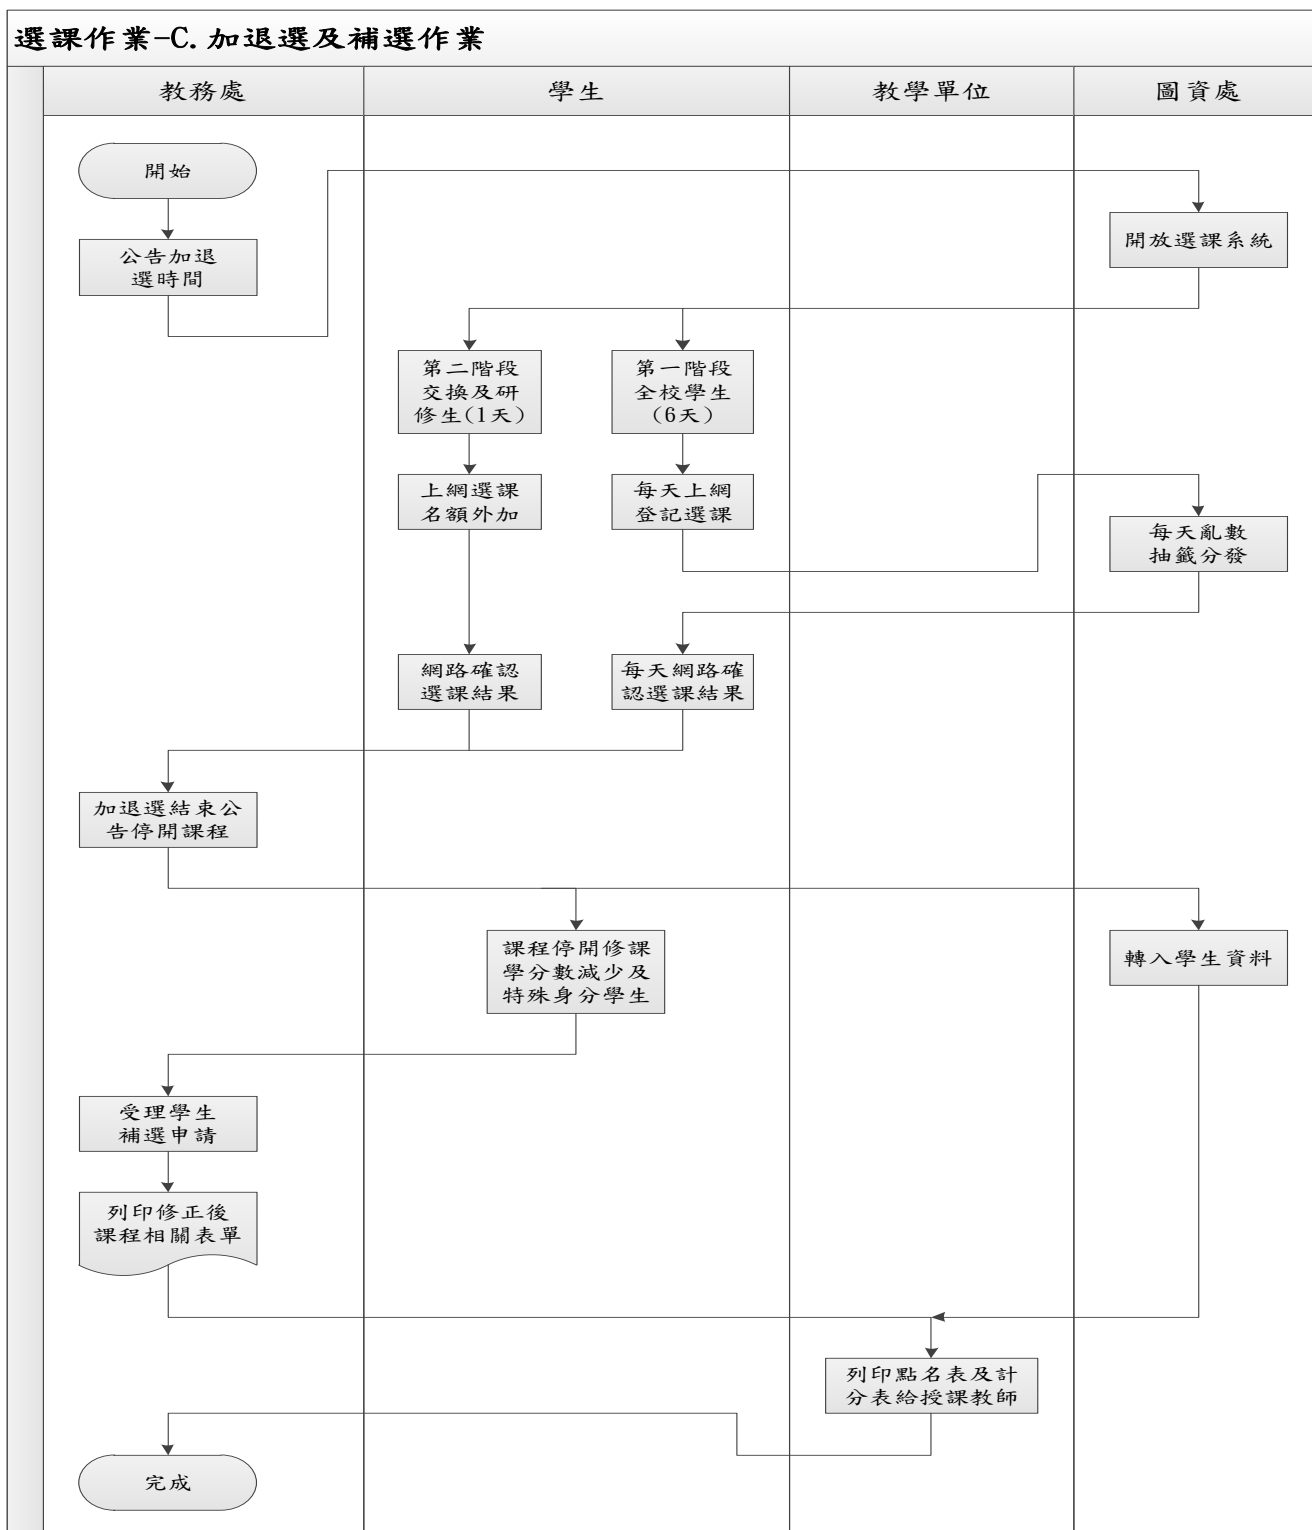 選課作業-C.加退選及補選作業
教務處
學生
教學單位
圖資處
開始
公告加退
選時間
開放選課系統
第二階段
交換及研
修生(1天)
第一階段
全校學生
(6天)
上網選課
名額外加
每天上網
登記選課
每天亂數
抽籤分發
網路確認
選課結果
每天網路確
認選課結果
加退選結束公
告停開課程
課程停開修課
學分數減少及
特殊身分學生
轉入學生資料
受理學生
補選申請
列印修正後
課程相關表單
列印點名表及計
分表給授課教師
完成